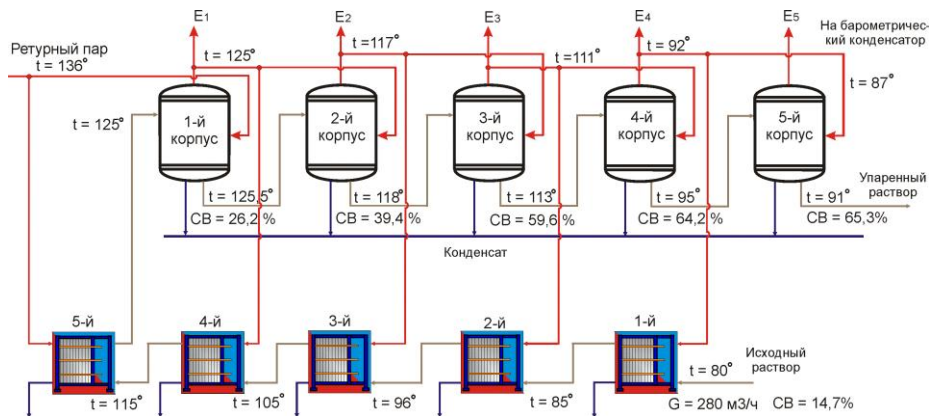 E1 E2 E3 E4 E5
Ретурный пар
t = 136°
t = 125°
t =117°
t =111°
t = 92°
На барометричес-
кий конденсатор
t = 87°
t = 125°
1-й корпус
2-й корпус
3-й корпус
4-й корпус
5-й корпус
t =125,5°
СВ = 26,2 %
t =118°
СВ = 39,4 %
t =113°
СВ = 59,6 %
t =95°
СВ = 64,2 %
t = 91°
СВ = 65,3%
Упаренный
раствор
Конденсат
5-й
4-й
3-й
2-й
1-й
Исходный
раствор
t =115°
t =105°
t = 96°
t =85°
t = 80°
G = 280 м3/ч СВ = 14,7%